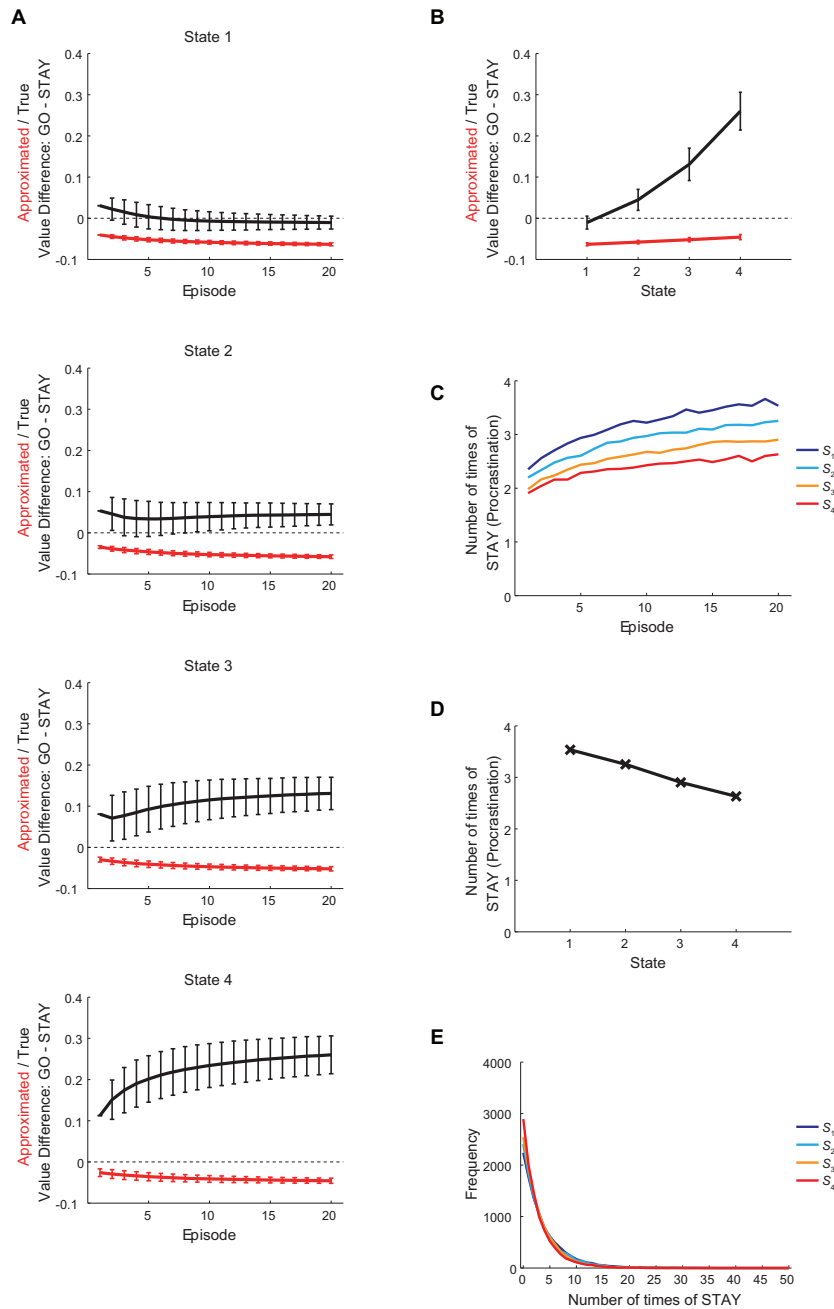 A
State 1
Approximated / True
Value Difference: GO - STAY
0.4
0.3
0.2
0.1
0
-0.1
5
10
15
20
Episode
State 2
Approximated / True
Value Difference: GO - STAY
0.4
0.3
0.2
0.1
0
-0.1
5
10
15
20
Episode
State 3
Approximated / True
Value Difference: GO - STAY
0.4
0.3
0.2
0.1
0
-0.1
5
10
15
20
Episode
State 4
Approximated / True
Value Difference: GO - STAY
0.4
0.3
0.2
0.1
0
-0.1
5
10
15
20
Episode
B
Approximated / True
Value Difference: GO - STAY
0.4
0.3
0.2
0.1
0
-0.1
1
2
3
4
State
C
Number of times of
STAY (Procrastination)
4
3
2
1
0
5
10
15
20
Episode
S1
S2
S3
S4
D
Number of times of
STAY (Procrastination)
4
3
2
1
0
1
2
3
4
State
E
Frequency
4000
3000
2000
1000
0
0
5
10
15
20
25
30
35
40
45
50
Number of times of STAY
S1
S2
S3
S4